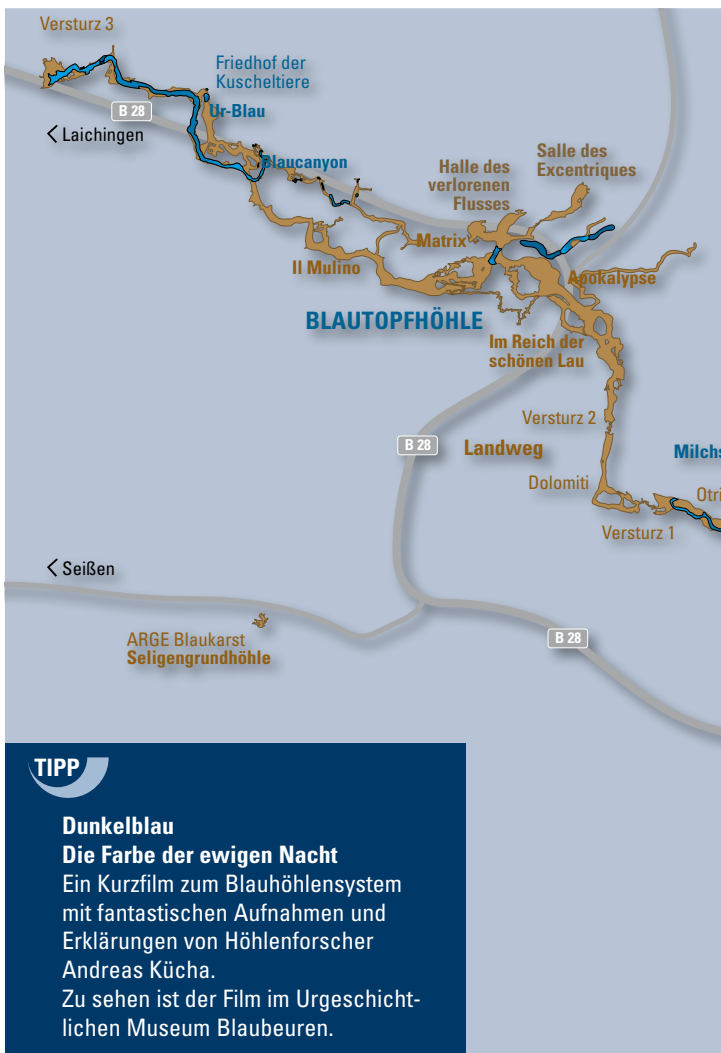 Versturz 3
Friedhof der
Kuscheltiere
B 28
Ur-Blau
Laichingen
Blaucanyon
Halle des
verlorenen
Flusses
Salle des
Excentriques
Matrix
Il Mulino
Apokalypse
BLAUTOPFHÖHLE
Im Reich der
schönen Lau
Versturz 2
B 28
Landweg
Milchs
Dolomiti
Otri
Versturz 1
Seißen
ARGE Blaukarst
Seligengrundhöhle
B 28
TIPP
Dunkelblau
Die Farbe der ewigen Nacht
Ein Kurzfilm zum Blauhöhlensystem
mit fantastischen Aufnahmen und
Erklärungen von Höhlenforscher
Andreas Kücha.
Zu sehen ist der Film im Urgeschicht-
lichen Museum Blaubeuren.